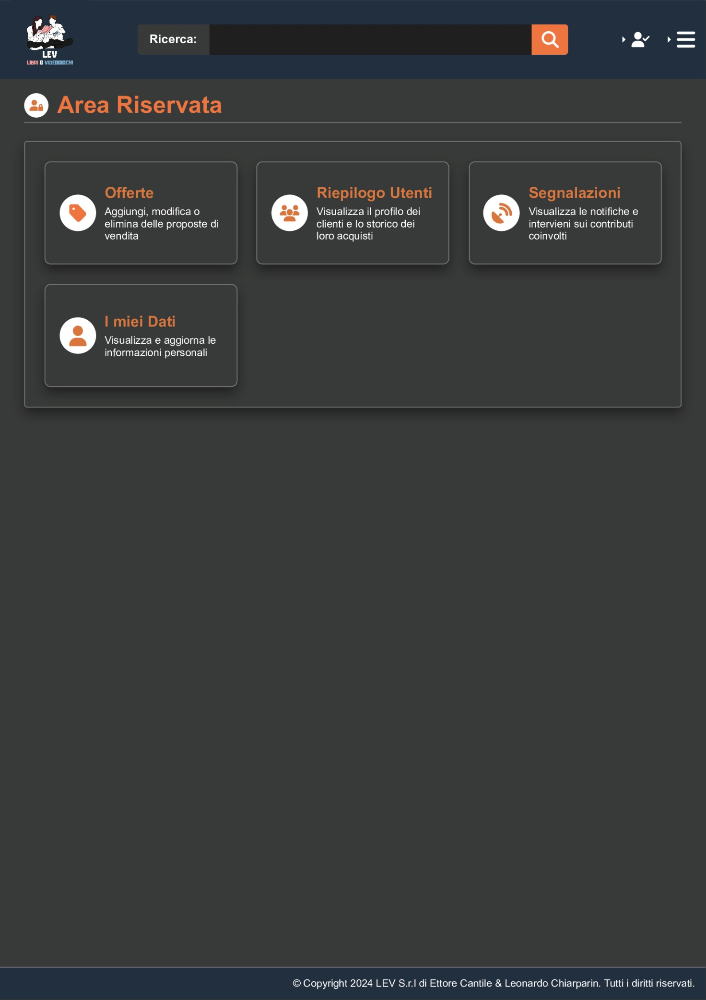 LEV
LIBRI & VIDEOGIOCHI
Ricerca:
Area Riservata
Offerte
Aggiungi, modifica o
elimina delle proposte di
vendita
Riepilogo Utenti
Visualizza il profilo dei
clienti e lo storico dei
loro acquisti
Segnalazioni
Visualizza le notifiche e
intervieni sui contributi
coinvolti
I miei Dati
Visualizza e aggiorna le
informazioni personali
© Copyright 2024 LEV S.r.l di Ettore Cantile & Leonardo Chiarparin. Tutti i diritti riservati.